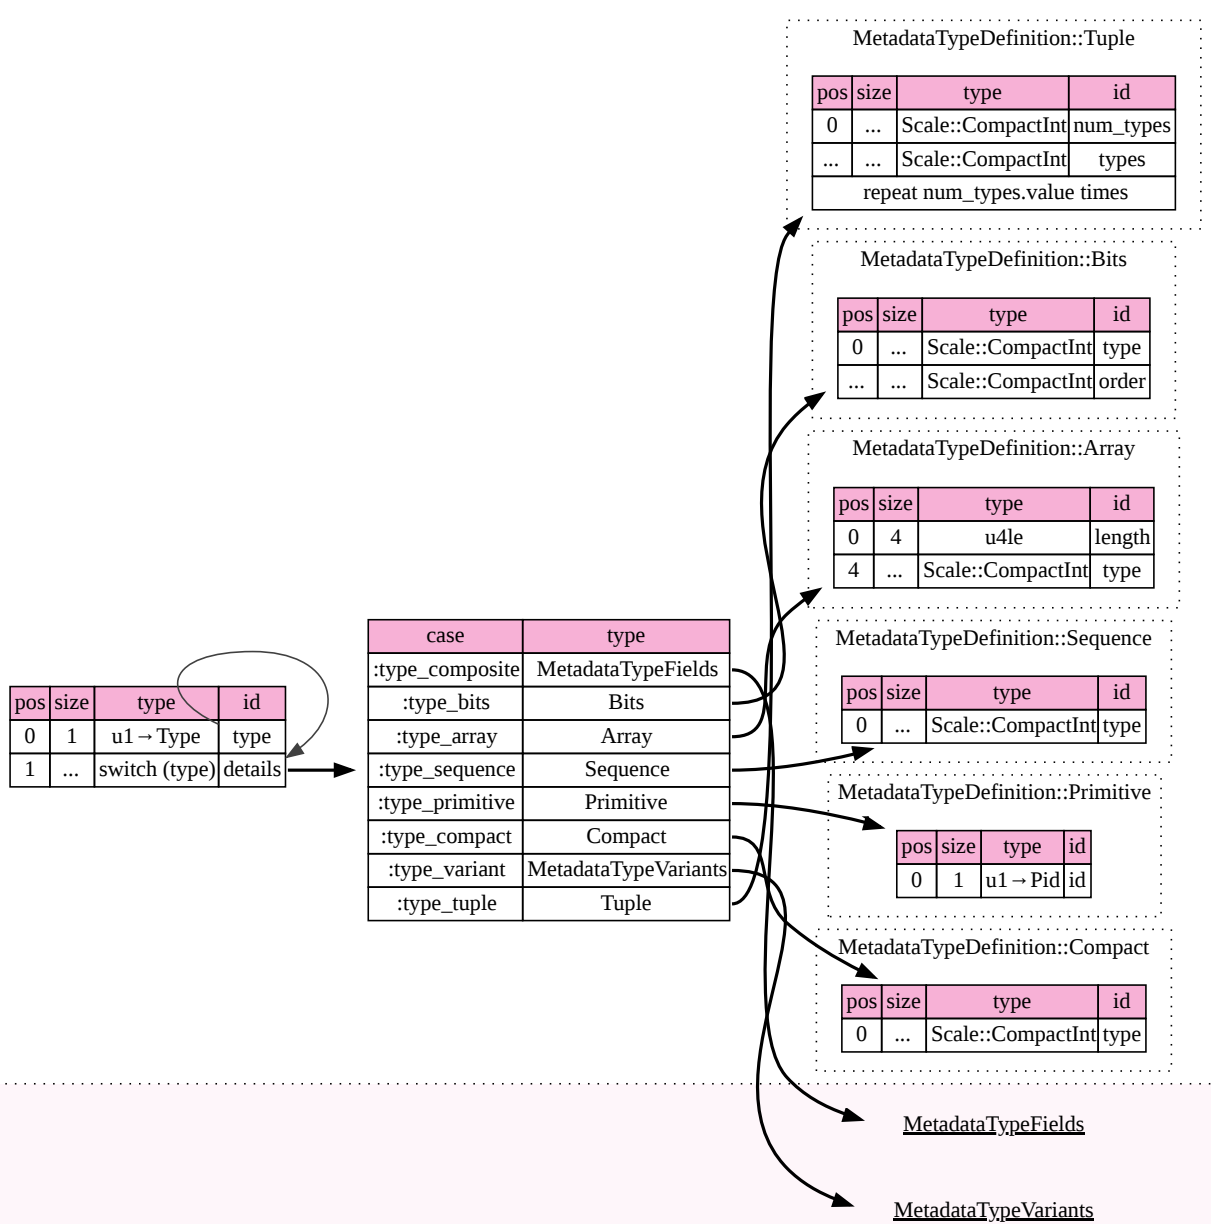 MetadataTypeDefinition::Tuple
pos size type id
0 ... Scale::CompactInt num_types
... ... Scale::CompactInt types
repeat num_types.value times
MetadataTypeDefinition::Bits
pos size type id
0 ... Scale::CompactInt type
... ... Scale::CompactInt order
MetadataTypeDefinition::Array
pos size type id
0 4 u4le length
4 ... Scale::CompactInt type
MetadataTypeDefinition::Sequence
pos size type id
0 ... Scale::CompactInt type
MetadataTypeDefinition::Primitive
pos size type id
0 1 u1→Pid id
MetadataTypeDefinition::Compact
pos size type id
0 ... Scale::CompactInt type
case type
:type_composite MetadataTypeFields
:type_bits Bits
:type_array Array
:type_sequence Sequence
:type_primitive Primitive
:type_compact Compact
:type_variant MetadataTypeVariants
:type_tuple Tuple
pos size type id
0 1 u1→Type type
1 ... switch (type) details
MetadataTypeFields
MetadataTypeVariants